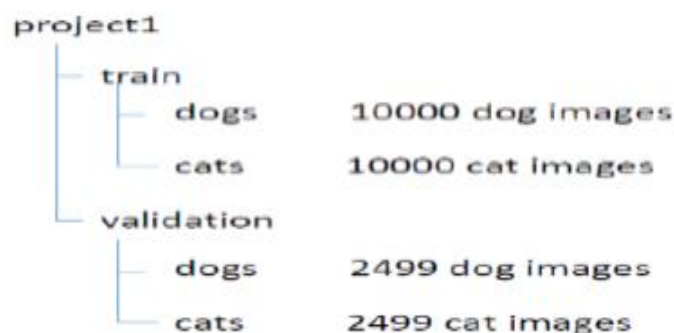 project1
train
dogs 10000 dog images
cats 10000 cat images
validation
dogs 2499 dog images
cats 2499 cat images